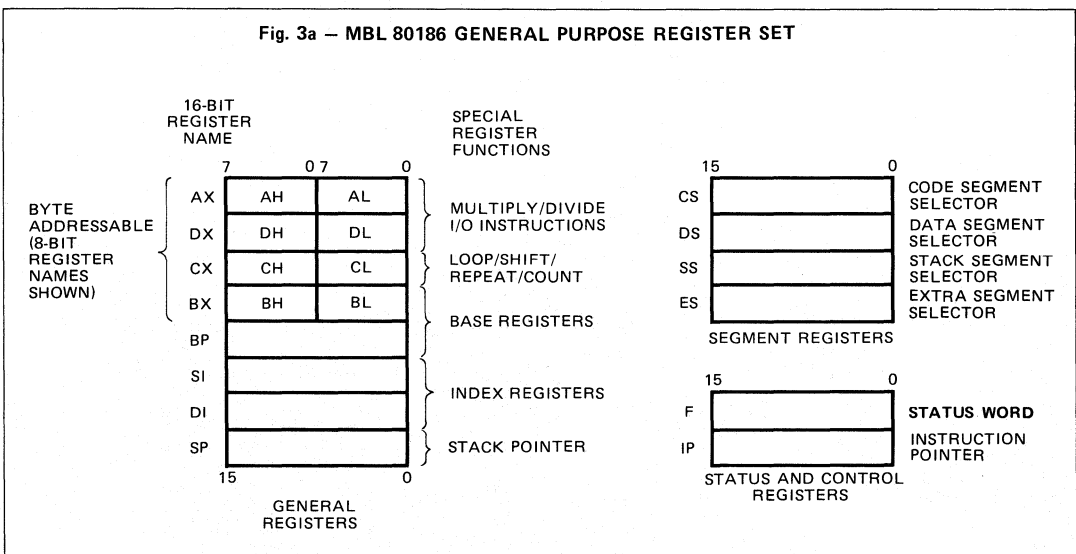 Fig. 3a — MBL 80186 GENERAL PURPOSE REGISTER SET
16-BIT
REGISTER
NAME
SPECIAL
REGISTER
FUNCTIONS
7 0 7 0
BYTE
ADDRESSABLE
(8-BIT
REGISTER
NAMES
SHOWN)
AX AH AL
DX DH DL
MULTIPLY/DIVIDE
I/O INSTRUCTIONS
CX CH CL
LOOP/SHIFT/
REPEAT/COUNT
BX BH BL
BP
BASE REGISTERS
SI
DI
INDEX REGISTERS
SP
STACK POINTER
15 0
GENERAL
REGISTERS
15 0
CS
CODE SEGMENT
SELECTOR
DS
DATA SEGMENT
SELECTOR
SS
STACK SEGMENT
SELECTOR
ES
EXTRA SEGMENT
SELECTOR
SEGMENT REGISTERS
15 0
F
STATUS WORD
IP
INSTRUCTION
POINTER
STATUS AND CONTROL
REGISTERS